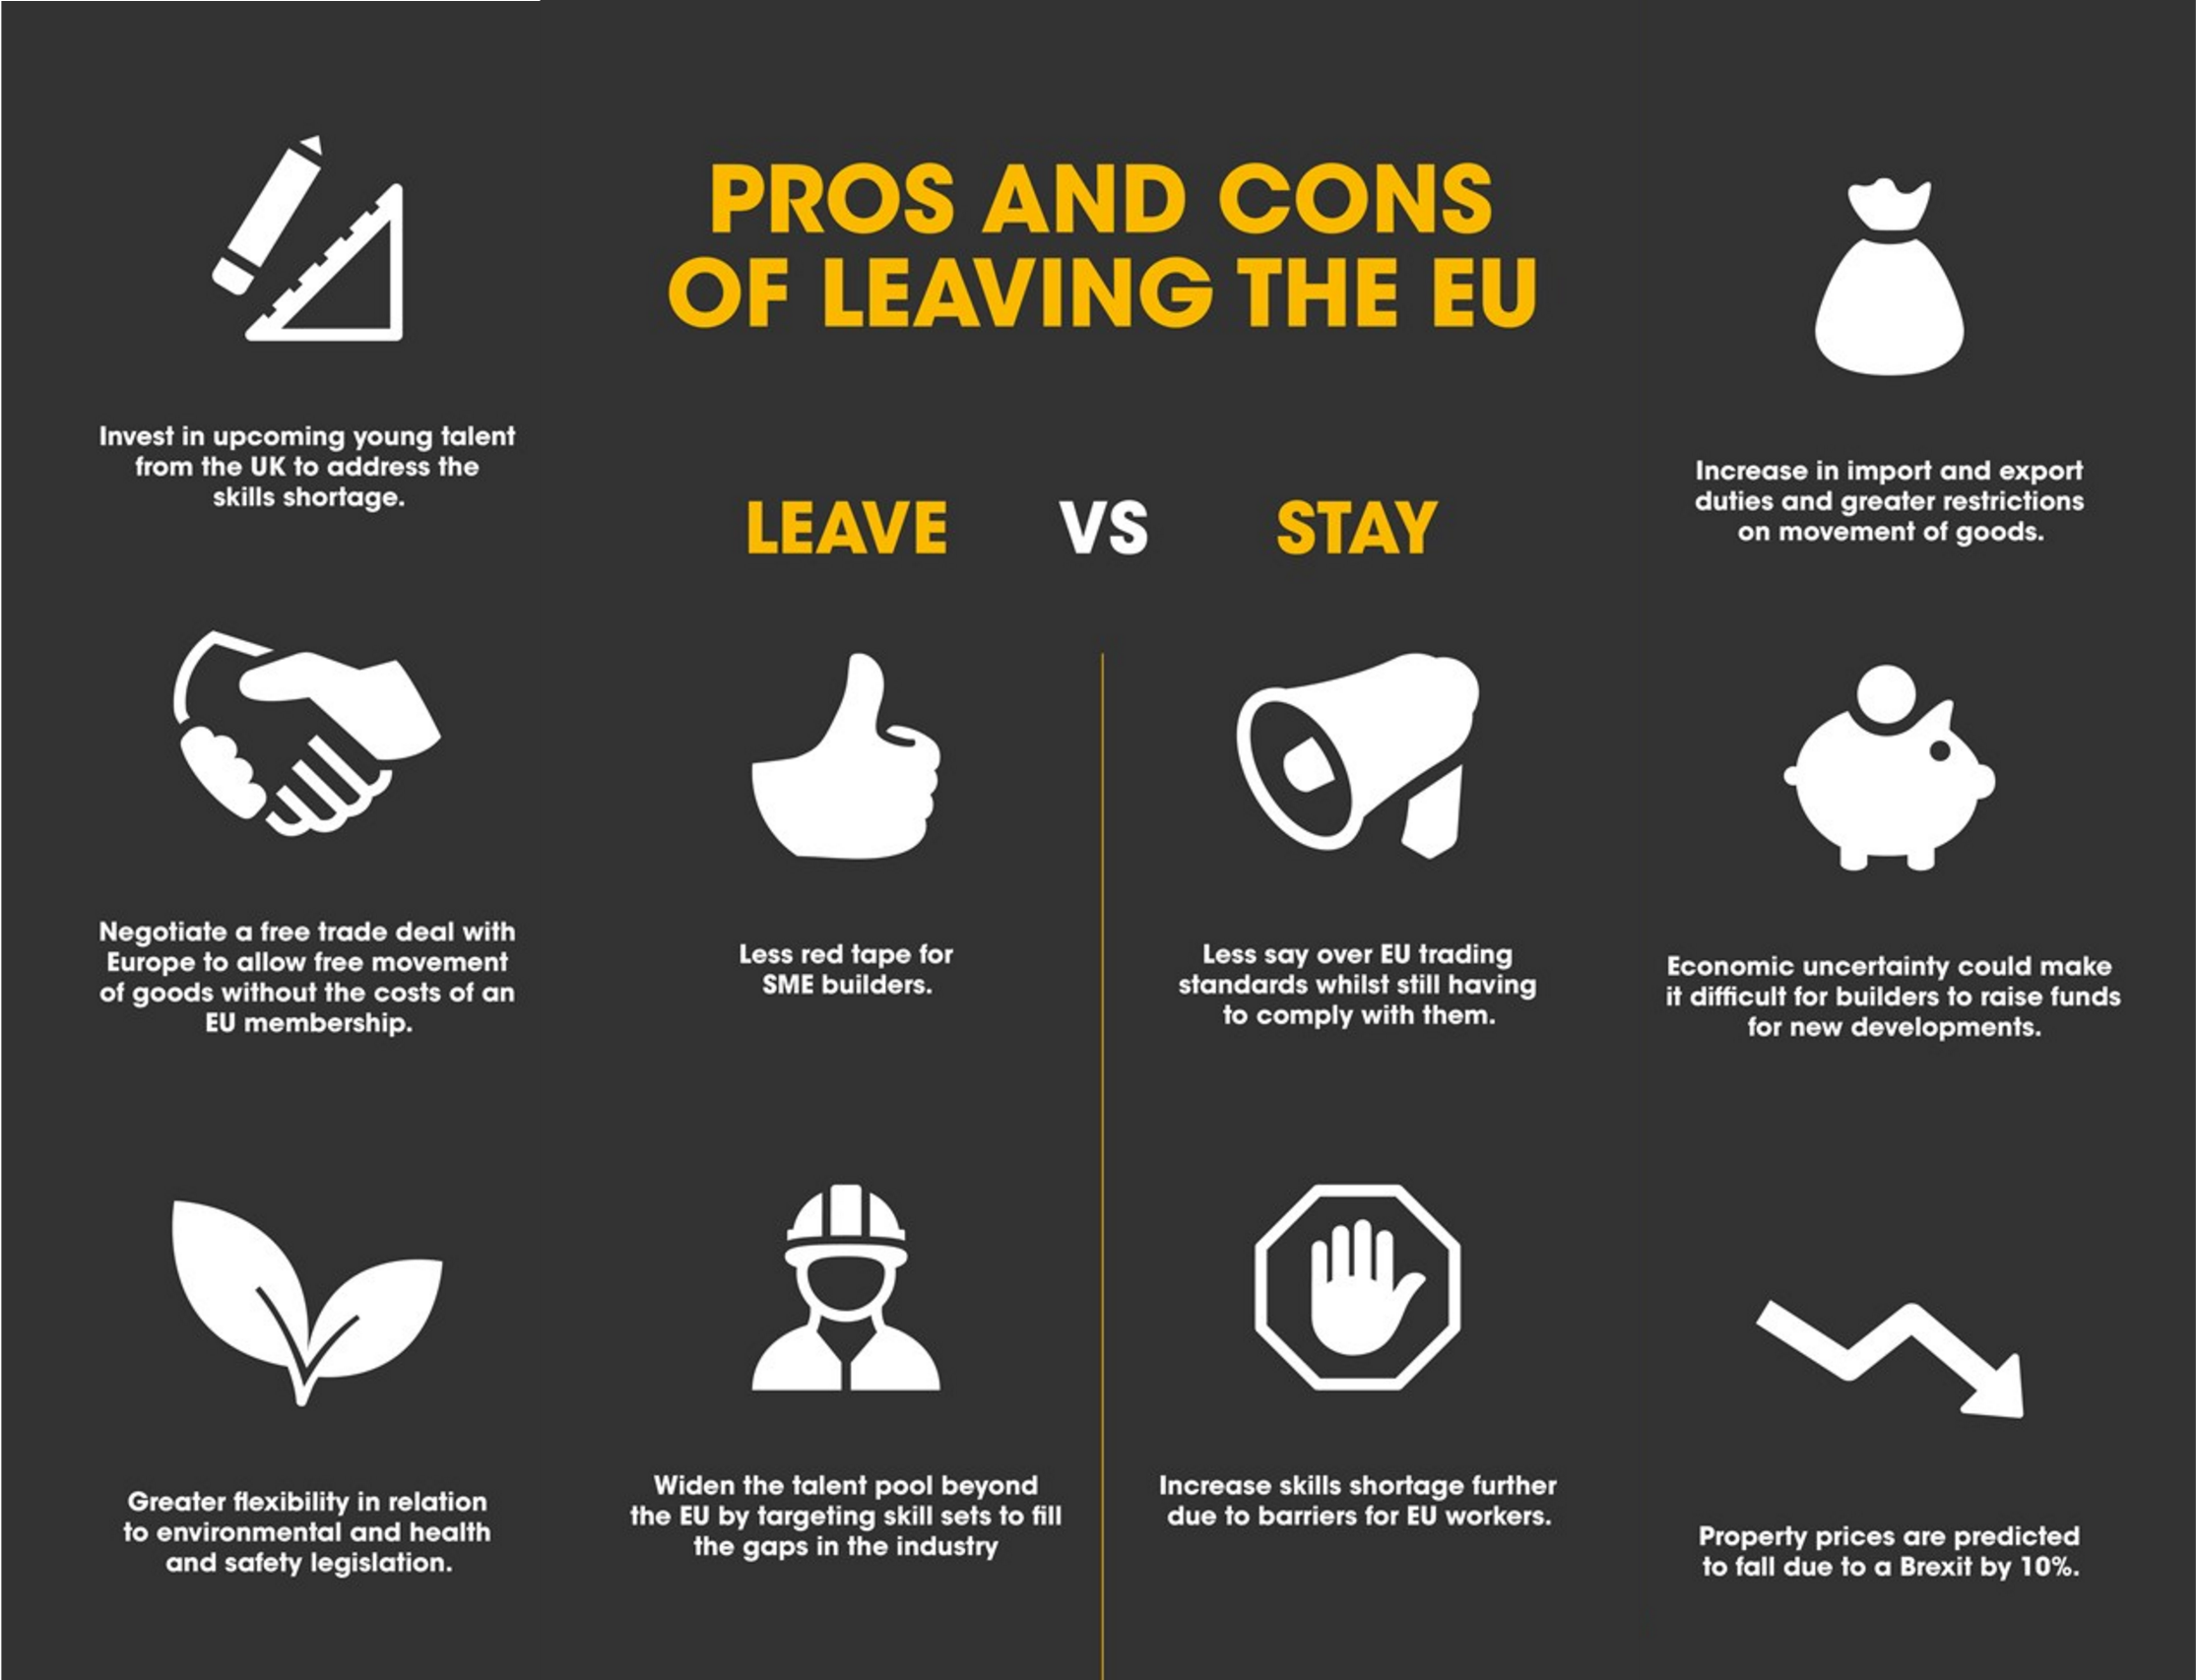 PROS AND CONS
OF LEAVING THE EU
LEAVE VS STAY
Invest in upcoming young talent
from the UK to address the
skills shortage.
Increase in import and export
duties and greater restrictions
on movement of goods.
Negotiate a free trade deal with
Europe to allow free movement
of goods without the costs of an
EU membership.
Less red tape for
SME builders.
Less say over EU trading
standards whilst still having
to comply with them.
Economic uncertainty could make
it difficult for builders to raise funds
for new developments.
Greater flexibility in relation
to environmental and health
and safety legislation.
Widen the talent pool beyond
the EU by targeting skill sets to fill
the gaps in the industry
Increase skills shortage further
due to barriers for EU workers.
Property prices are predicted
to fall due to a Brexit by 10%.